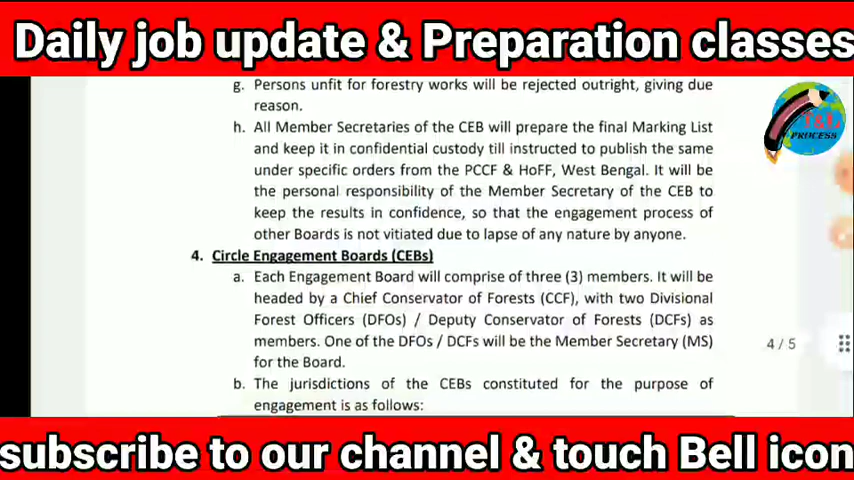 Daily job update & Preparation classes
g. Persons unfit for forestry works will be rejected outright, giving due
reason.
h. All Member Secretaries of the CEB will prepare the final Marking List
and keep it in confidential custody till instructed to publish the same
under specific orders from the PCCF & HoFF, West Bengal. It will be
the personal responsibility of the Member Secretary of the CEB to
keep the results in confidence, so that the engagement process of
other Boards is not vitiated due to lapse of any nature by anyone.
4. Circle Engagement Boards (CEBs)
a. Each Engagement Board will comprise of three (3) members. It will be
headed by a Chief Conservator of Forests (CCF), with two Divisional
Forest Officers (DFOs) / Deputy Conservator of Forests (DCFs) as
members. One of the DFOs / DCFs will be the Member Secretary (MS)
for the Board.
b. The jurisdictions of the CEBs constituted for the purpose of
engagement is as follows:
PROCESS
4 / 5
subscribe to our channel & touch Bell icon